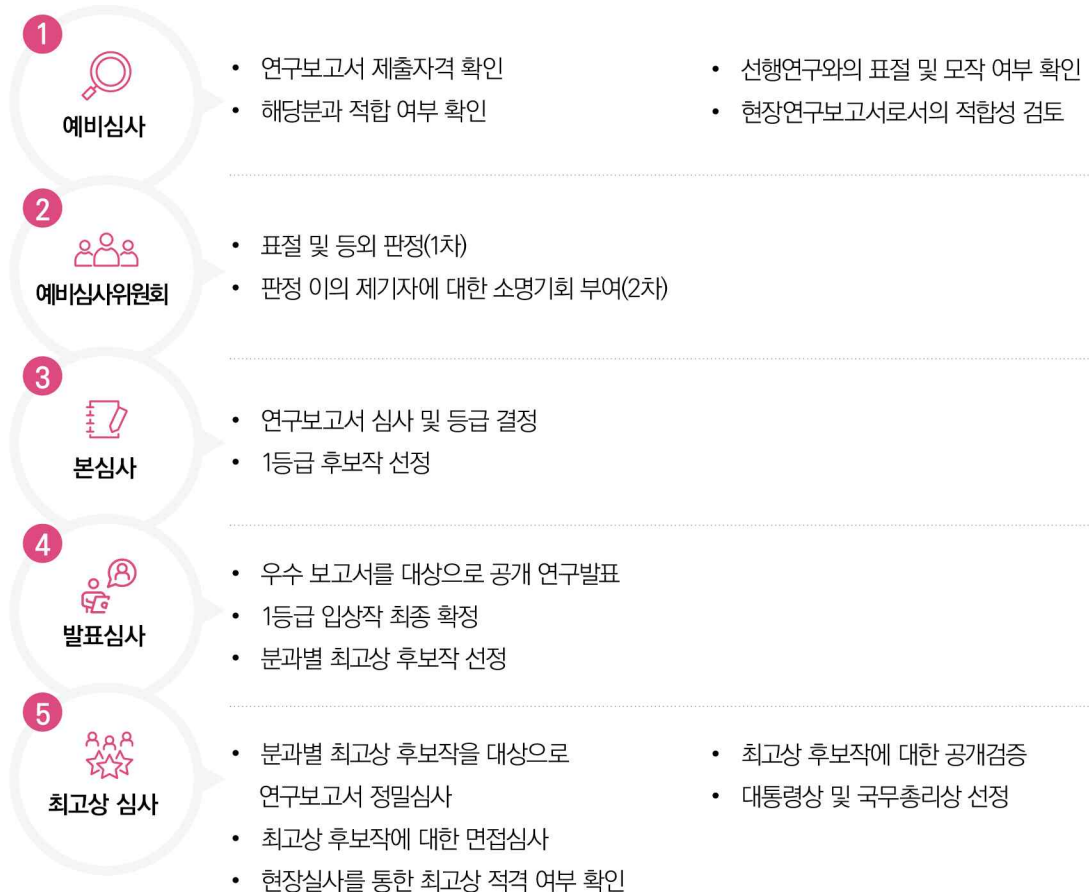 1
예비심사
• 연구보고서 제출자격 확인
• 해당분과 적합 여부 확인
• 선행연구와의 표절 및 모작 여부 확인
• 현장연구보고서로서의 적합성 검토
2
예비심사위원회
• 표절 및 등외 판정(1차)
• 판정 이의 제기자에 대한 소명기회 부여(2차)
3
본심사
• 연구보고서 심사 및 등급 결정
• 1등급 후보작 선정
4
발표심사
• 우수 보고서를 대상으로 공개 연구발표
• 1등급 입상작 최종 확정
• 분과별 최고상 후보작 선정
5
최고상 심사
• 분과별 최고상 후보작을 대상으로
연구보고서 정밀심사
• 최고상 후보작에 대한 면접심사
• 현장실사를 통한 최고상 적격 여부 확인
• 최고상 후보작에 대한 공개검증
• 대통령상 및 국무총리상 선정